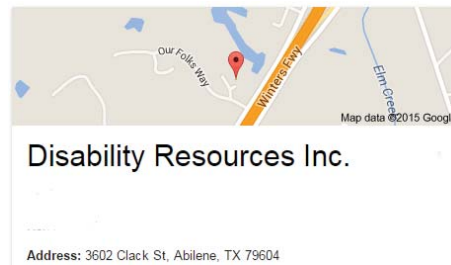 Our Folks Way
Winters Fwy
Elm Creek
Map data ©2015 Googl
Disability Resources Inc.
Address: 3602 Clack St, Abilene, TX 79604